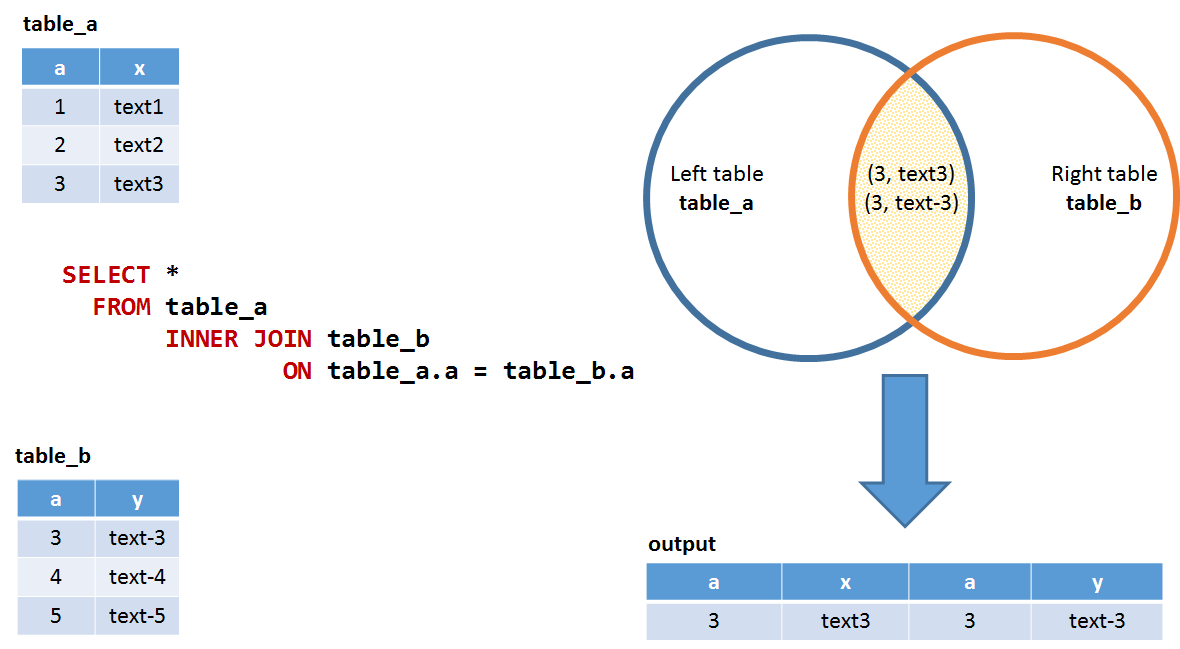 table_a
a x
1 text1
2 text2
3 text3
SELECT *
FROM table_a
INNER JOIN table_b
ON table_a.a = table_b.a
table_b
a y
3 text-3
4 text-4
5 text-5
Left table
table_a
(3, text3)
(3, text-3)
Right table
table_b
output
a x a y
3 text3 3 text-3